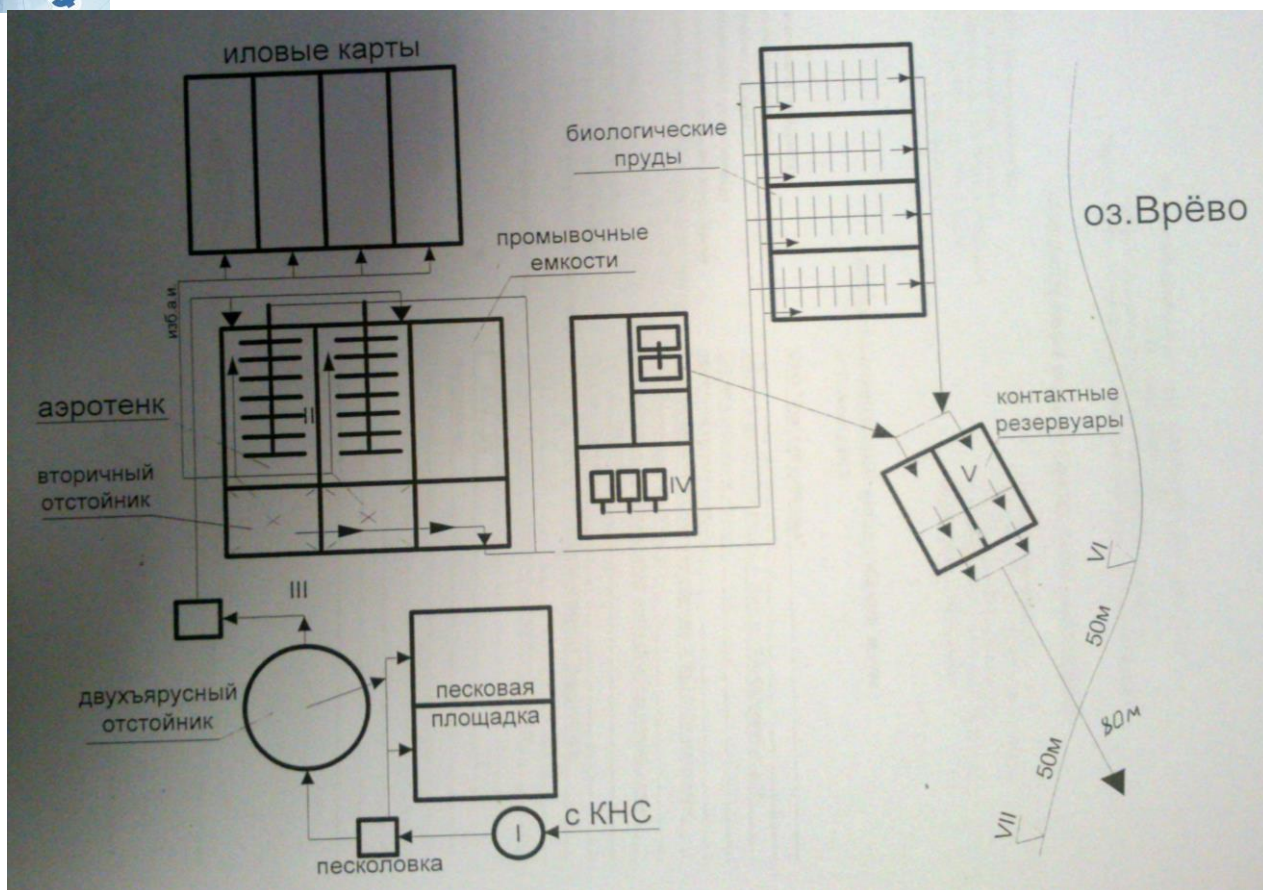 иловые карты
биологические
пруды
оз.Врёво
промывочные
емкости
изб.а.и.
аэротенк
II
контактные
резервуары
V
вторичный
отстойник
IV
VI
III
50м
двухъярусный
отстойник
песковая
площадка
80м
50м
с КНС
I
VII
песколовка